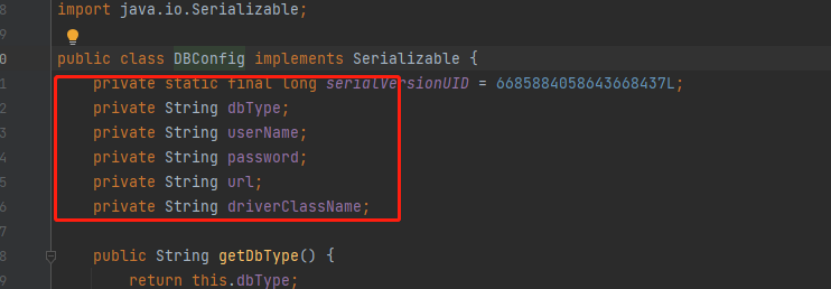 8 import java.io.Serializable;
9
0 public class DBConfig implements Serializable {
1 private static final long serialVersionUID = 6685884058643668437L;
2 private String dbType;
3 private String userName;
4 private String password;
5 private String url;
6 private String driverClassName;
7
8 public String getDbType() {
9 return this.dbType;